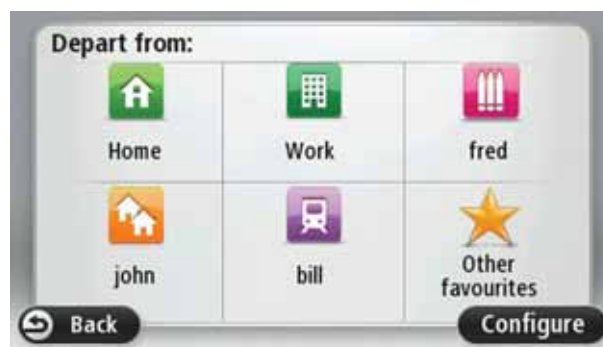 Depart from:
Home
Work
fred
john
bill
Other
favourites
Back
Configure